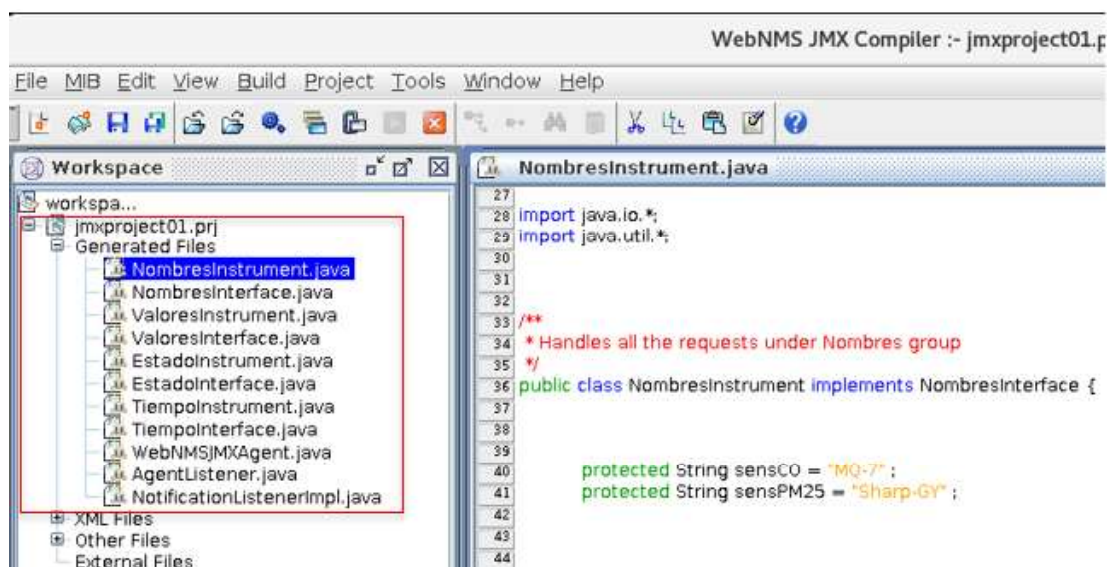 WebNMS JMX Compiler :- jmxproject01.p
File MIB Edit View Build Project Tools Window Help
Workspace
workspa...
jmxproject01.prj
Generated Files
NombresInstrument.java
NombresInterface.java
ValoresInstrument.java
ValoresInterface.java
EstadoInstrument.java
EstadoInterface.java
TiempoInstrument.java
TiempoInterface.java
WebNMSJMXAgent.java
AgentListener.java
NotificationListenerImpl.java
XML Files
Other Files
External Files
NombresInstrument.java
27
28 import java.io.*;
29 import java.util.*;
30
31
32
33 /**
34 * Handles all the requests under Nombres group
35 */
36 public class NombresInstrument implements NombresInterface {
37
38
39
40 protected String sensCO = "MQ-7" ;
41 protected String sensPM25 = "Sharp-GY" ;
42
43
44